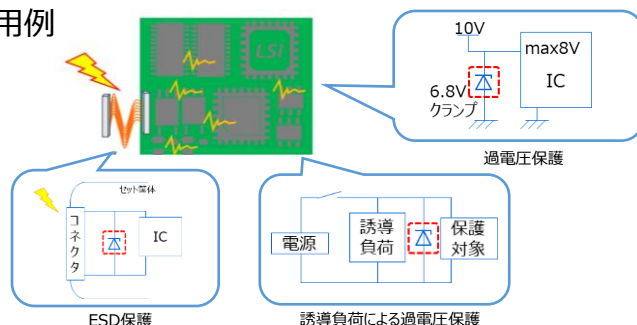 用例
LSI
10V
max8V
IC
6.8V
クランプ
過電圧保護
セット筐体
コネクタ
IC
ESD保護
電源
誘導
負荷
保護
対象
誘導負荷による過電圧保護